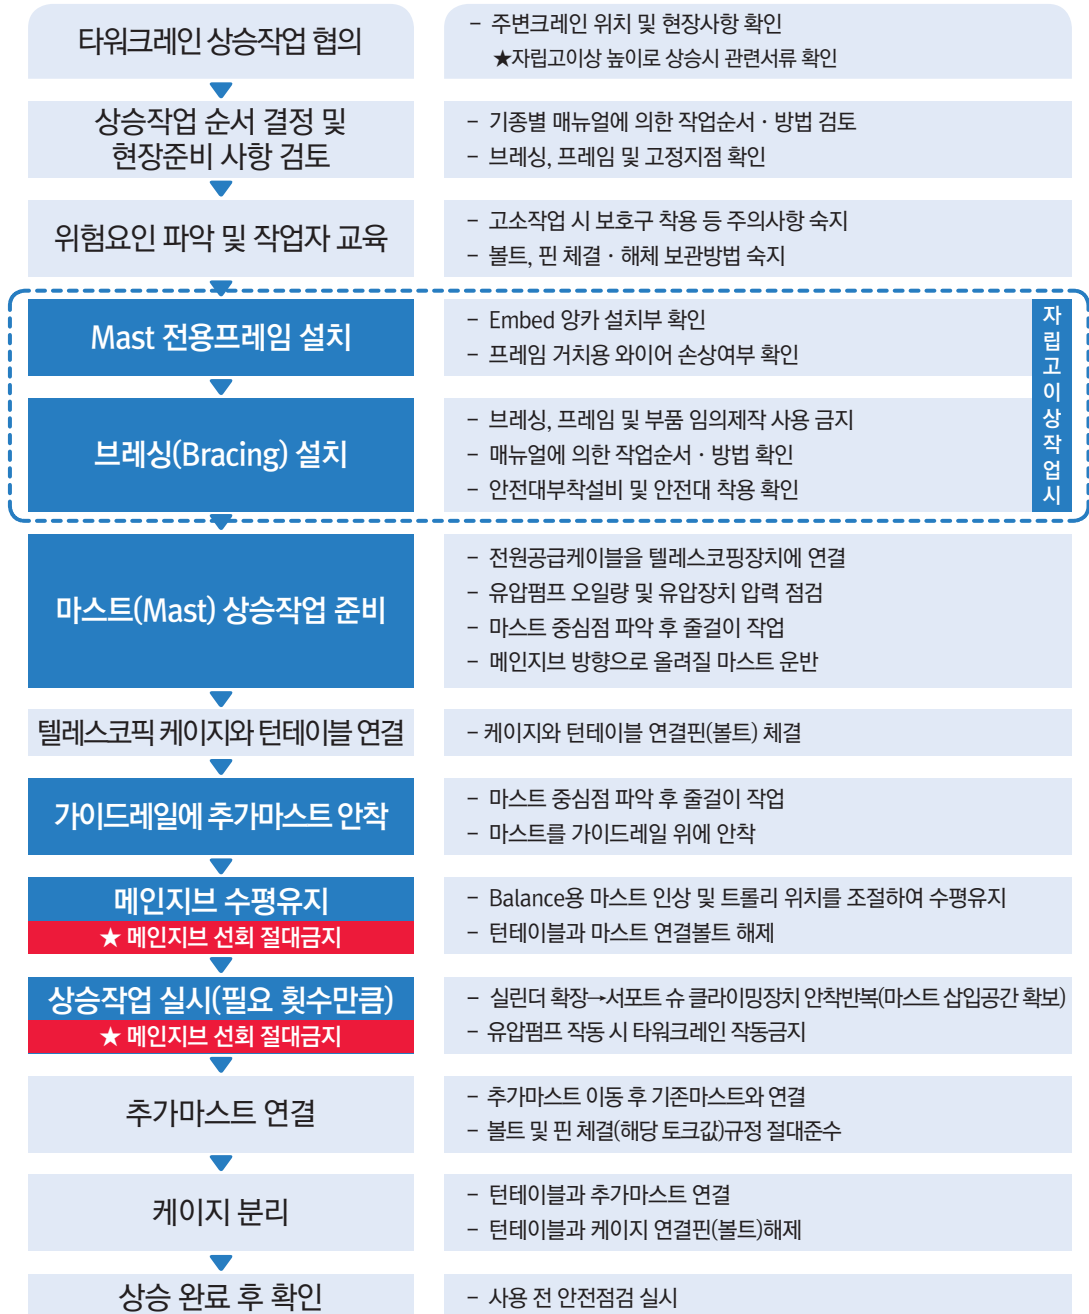 타워크레인 상승작업 협의
– 주변크레인 위치 및 현장사항 확인
★자립고이상 높이로 상승시 관련서류 확인
상승작업 순서 결정 및
현장준비 사항 검토
– 기종별 매뉴얼에 의한 작업순서 · 방법 검토
– 브레싱, 프레임 및 고정지점 확인
위험요인 파악 및 작업자 교육
– 고소작업 시 보호구 착용 등 주의사항 숙지
– 볼트, 핀 체결 · 해체 보관방법 숙지
Mast 전용프레임 설치
– Embed 앙카 설치부 확인
– 프레임 거치용 와이어 손상여부 확인
자립고이상작업시
브레싱(Bracing) 설치
– 브레싱, 프레임 및 부품 임의제작 사용 금지
– 매뉴얼에 의한 작업순서 · 방법 확인
– 안전대부착설비 및 안전대 착용 확인
마스트(Mast) 상승작업 준비
– 전원공급케이블을 텔레스코핑장치에 연결
– 유압펌프 오일량 및 유압장치 압력 점검
– 마스트 중심점 파악 후 줄걸이 작업
– 메인지브 방향으로 올려질 마스트 운반
텔레스코픽 케이지와 턴테이블 연결
– 케이지와 턴테이블 연결핀(볼트) 체결
가이드레일에 추가마스트 안착
– 마스트 중심점 파악 후 줄걸이 작업
– 마스트를 가이드레일 위에 안착
메인지브 수평유지
★ 메인지브 선회 절대금지
– Balance용 마스트 인상 및 트롤리 위치를 조절하여 수평유지
– 턴테이블과 마스트 연결볼트 해제
상승작업 실시(필요 횟수만큼)
★ 메인지브 선회 절대금지
– 실린더 확장→서포트 슈 클라이밍장치 안착반복(마스트 삽입공간 확보)
– 유압펌프 작동 시 타워크레인 작동금지
추가마스트 연결
– 추가마스트 이동 후 기존마스트와 연결
– 볼트 및 핀 체결(해당 토크값)규정 절대준수
케이지 분리
– 턴테이블과 추가마스트 연결
– 턴테이블과 케이지 연결핀(볼트)해제
상승 완료 후 확인
– 사용 전 안전점검 실시